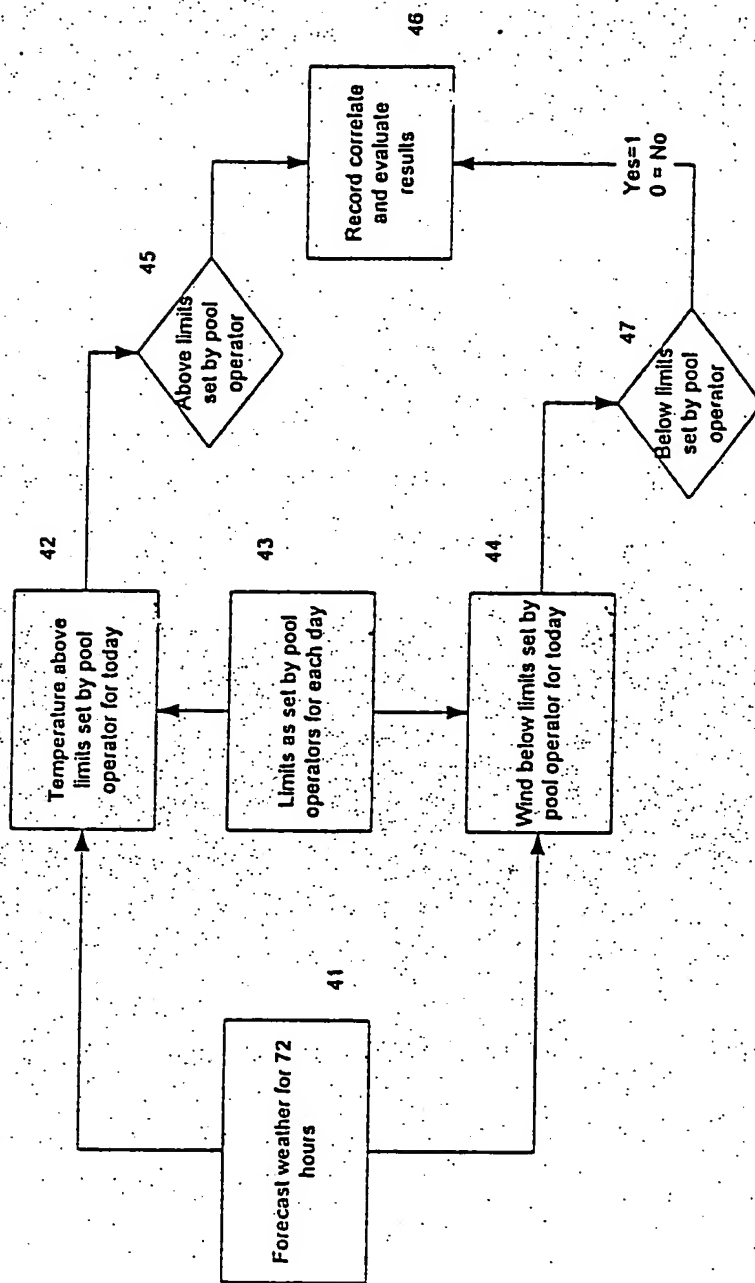 Forecast weather for 72
hours
41
Temperature above
limits set by pool
operator for today
42
Limits as set by pool
operators for each day
43
Wind below limits set by
pool operator for today
44
Above limits
set by pool
operator
45
Below limits
set by pool
operator
47
Yes=1
0 = No
Record correlate
and evaluate
results
46